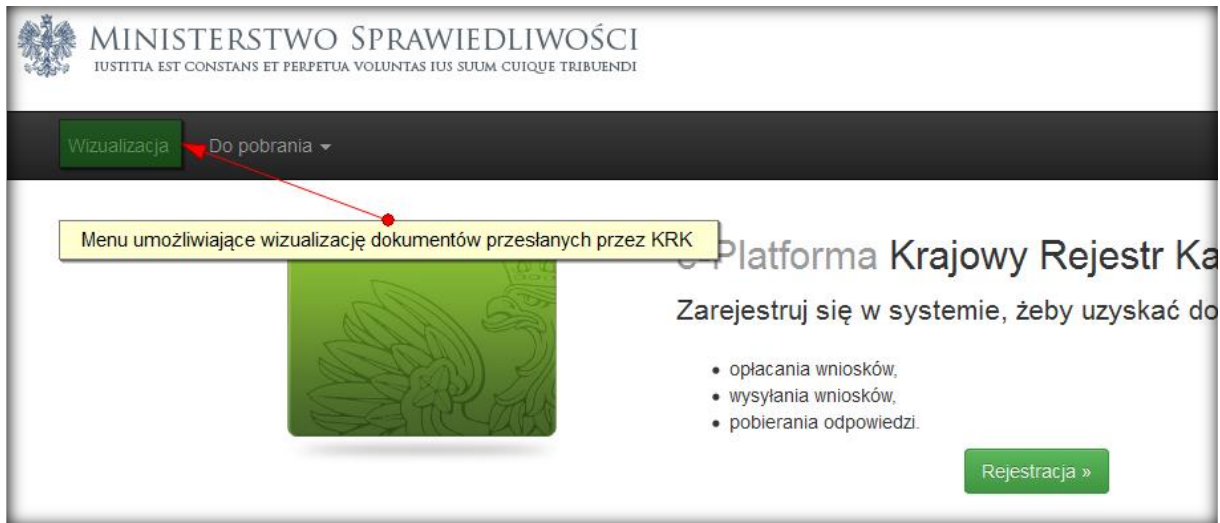 MINISTERSTWO SPRAWIEDLIWOŚCI
IUSTITIA EST CONSTANS ET PERPETUA VOLUNTAS IUS SUUM CUIQUE TRIBUENDI
Wizualizacja Do pobrania
Menu umożliwiające wizualizację dokumentów przesłanych przez KRK
e-Platforma Krajowy Rejestr Ka
Zarejestruj się w systemie, żeby uzyskać do
• opłacania wniosków,
• wysyłania wniosków,
• pobierania odpowiedzi.
Rejestracja »